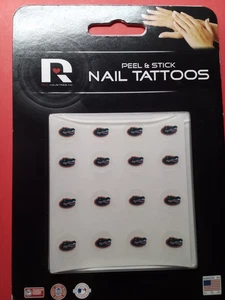 R
PEEL & STICK
NAIL TATTOOS